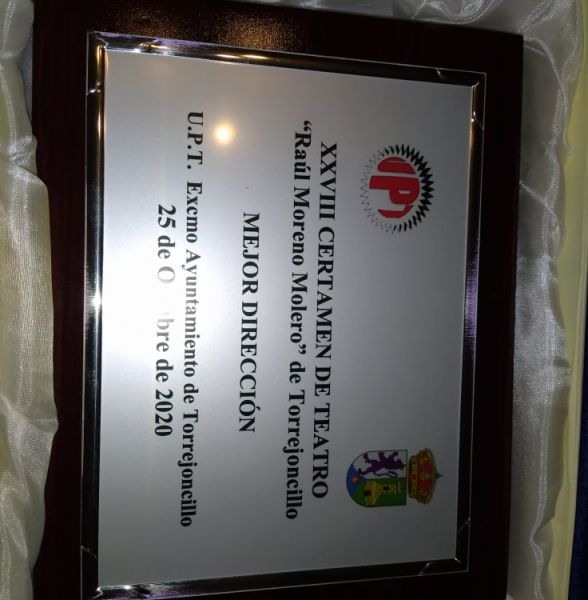 UPT
XXVIII CERTAMEN DE TEATRO
“Raúl Moreno Molero” de Torrejoncillo
MEJOR DIRECCIÓN
U.P.T. Excmo Ayuntamiento de Torrejoncillo
25 de de 2020